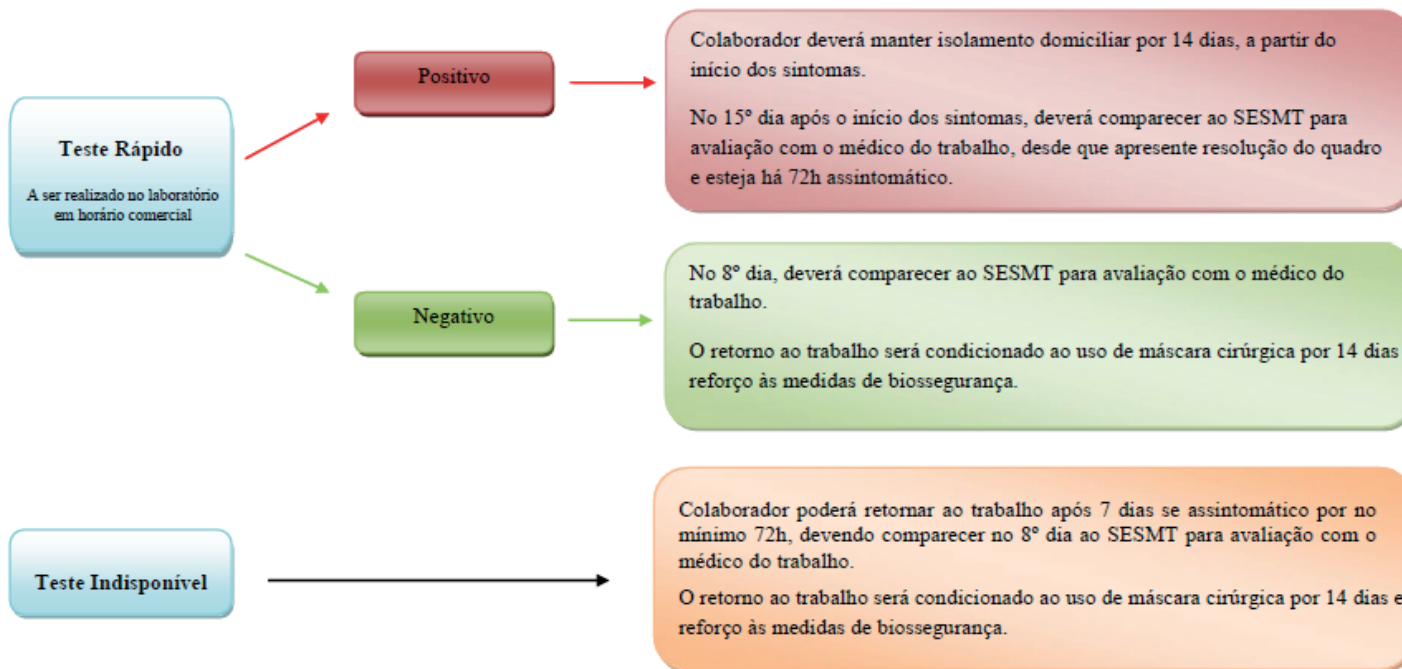 Teste Rápido
A ser realizado no laboratório
em horário comercial
Positivo
Colaborador deverá manter isolamento domiciliar por 14 dias, a partir do
início dos sintomas.
No 15º dia após o início dos sintomas, deverá comparecer ao SESMT para
avaliação com o médico do trabalho, desde que apresente resolução do quadro
e esteja há 72h assintomático.
Negativo
No 8º dia, deverá comparecer ao SESMT para avaliação com o médico do
trabalho.
O retorno ao trabalho será condicionado ao uso de máscara cirúrgica por 14 dias
reforço às medidas de biossegurança.
Teste Indisponível
Colaborador poderá retornar ao trabalho após 7 dias se assintomático por no
mínimo 72h, devendo comparecer no 8º dia ao SESMT para avaliação com o
médico do trabalho.
O retorno ao trabalho será condicionado ao uso de máscara cirúrgica por 14 dias e
reforço às medidas de biossegurança.